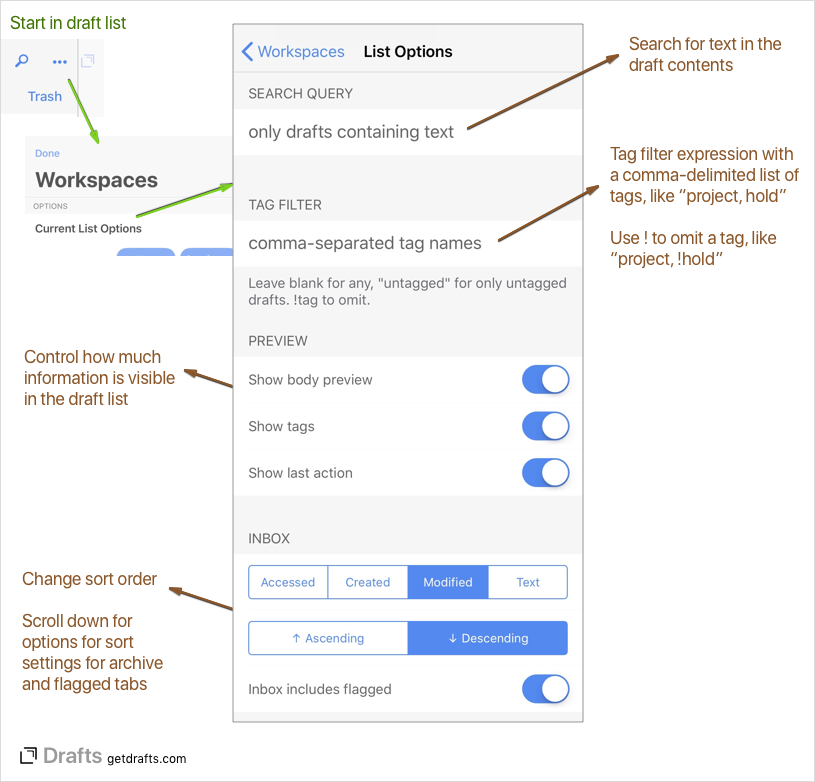 Start in draft list
Trash
Done
Workspaces
OPTIONS
Current List Options
Workspaces
List Options
SEARCH QUERY
only drafts containing text
TAG FILTER
comma-separated tag names
Leave blank for any, "untagged" for only untagged
drafts. !tag to omit.
PREVIEW
Show body preview
Show tags
Show last action
INBOX
Accessed
Created
Modified
Text
↑ Ascending
↓ Descending
Inbox includes flagged
Search for text in the
draft contents
Tag filter expression with
a comma-delimited list of
tags, like “project, hold”
Use ! to omit a tag, like
“project, !hold”
Control how much
information is visible
in the draft list
Change sort order
Scroll down for
options for sort
settings for archive
and flagged tabs
Drafts getdrafts.com